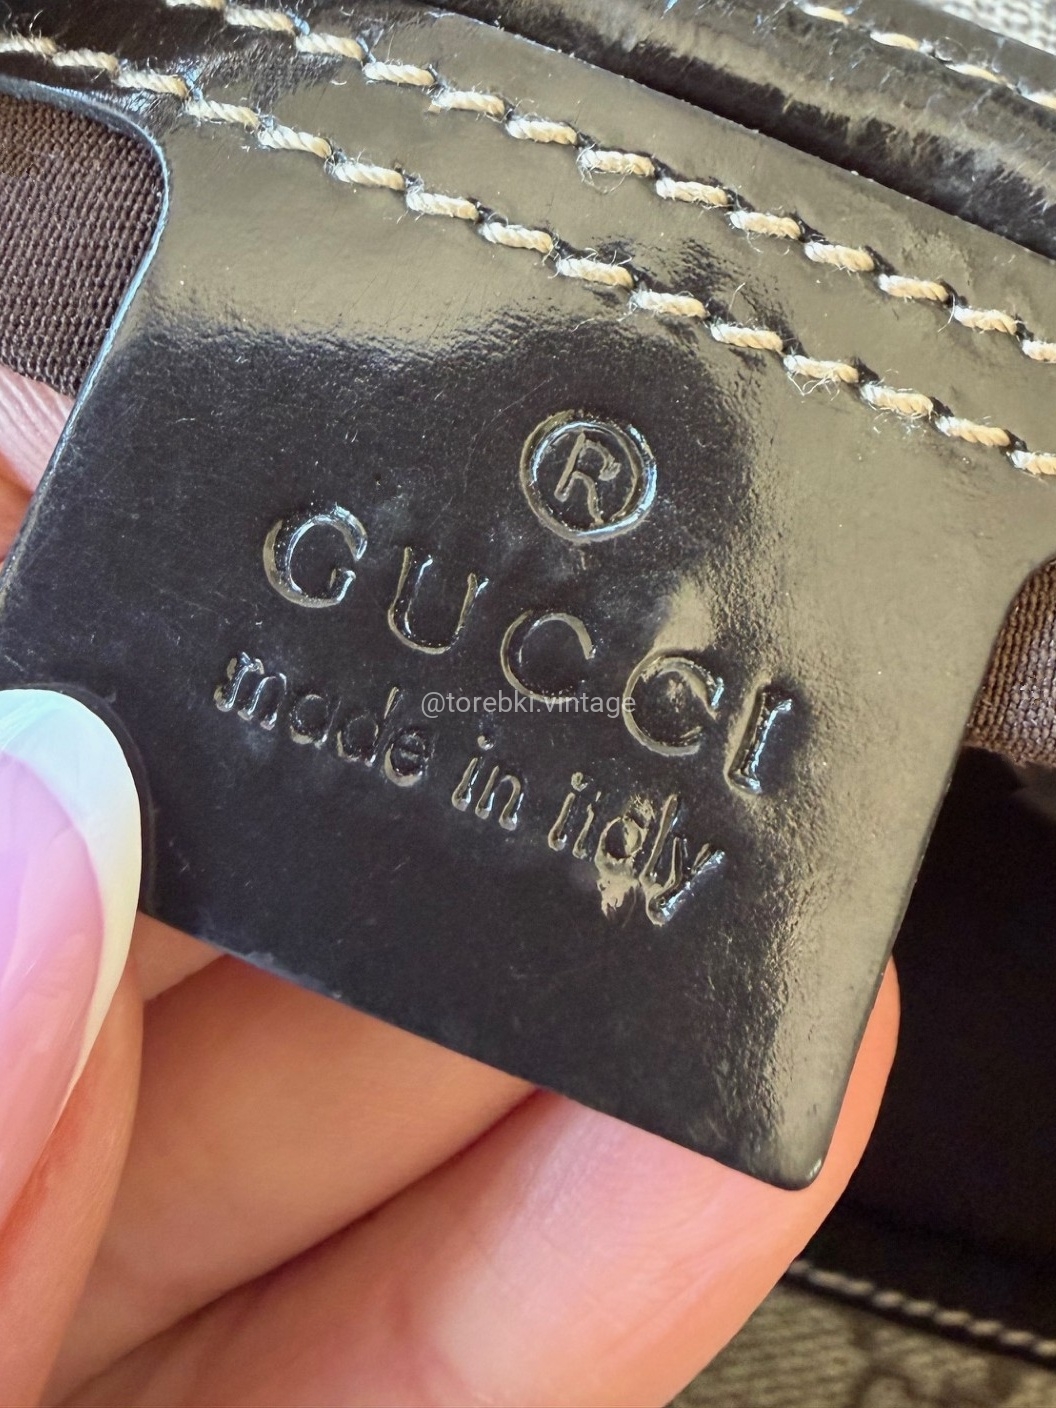 ®
GUCCI
made in italy
@torebki.vintage